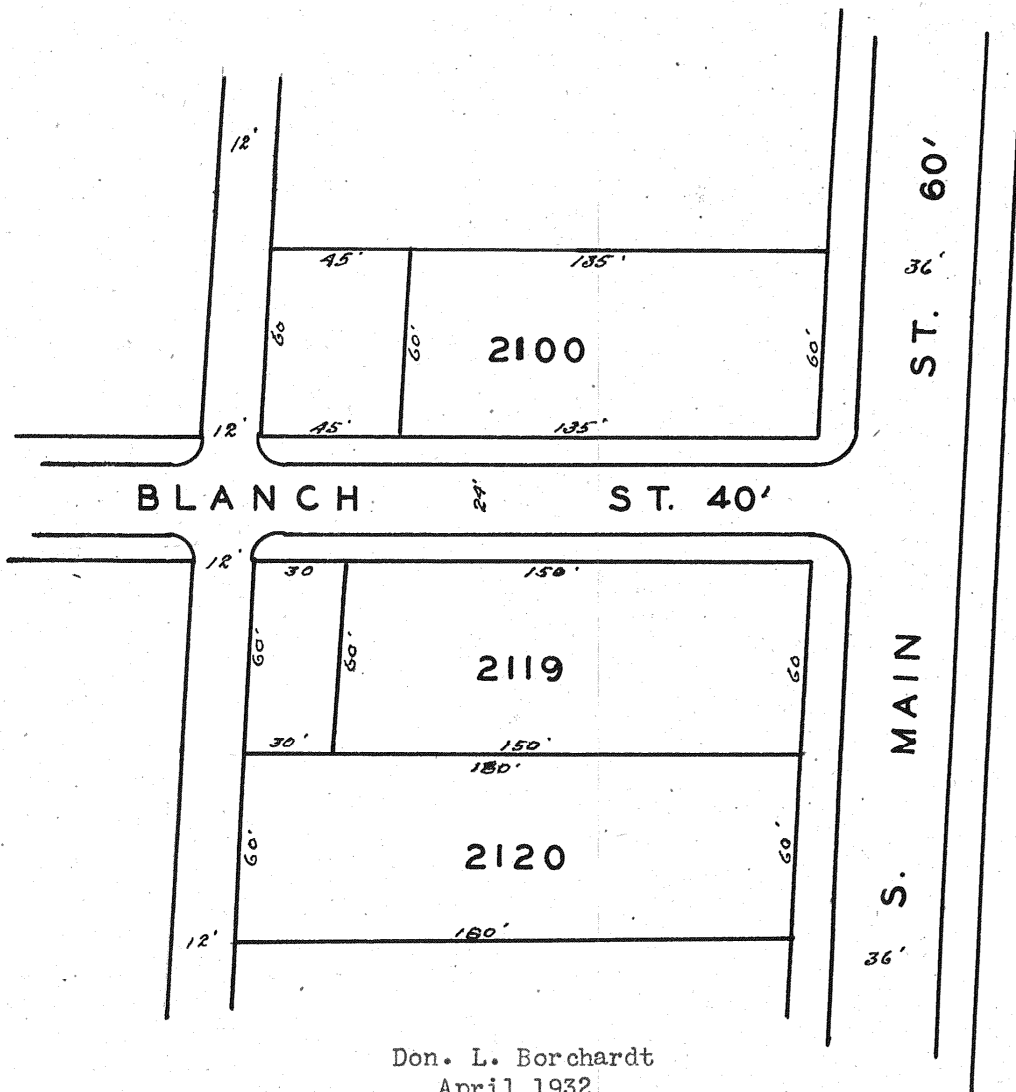 12'
ST. 60'
36'
45' 135'
60 60' 2100 60'
12' 45' 135'
BLANCH 24' ST. 40'
12' 30 150'
60' 60' 2119 60
S. MAIN
30' 150'
180'
60' 2120 60'
12' 180' 36'
Don. L. Borchardt
April 1932